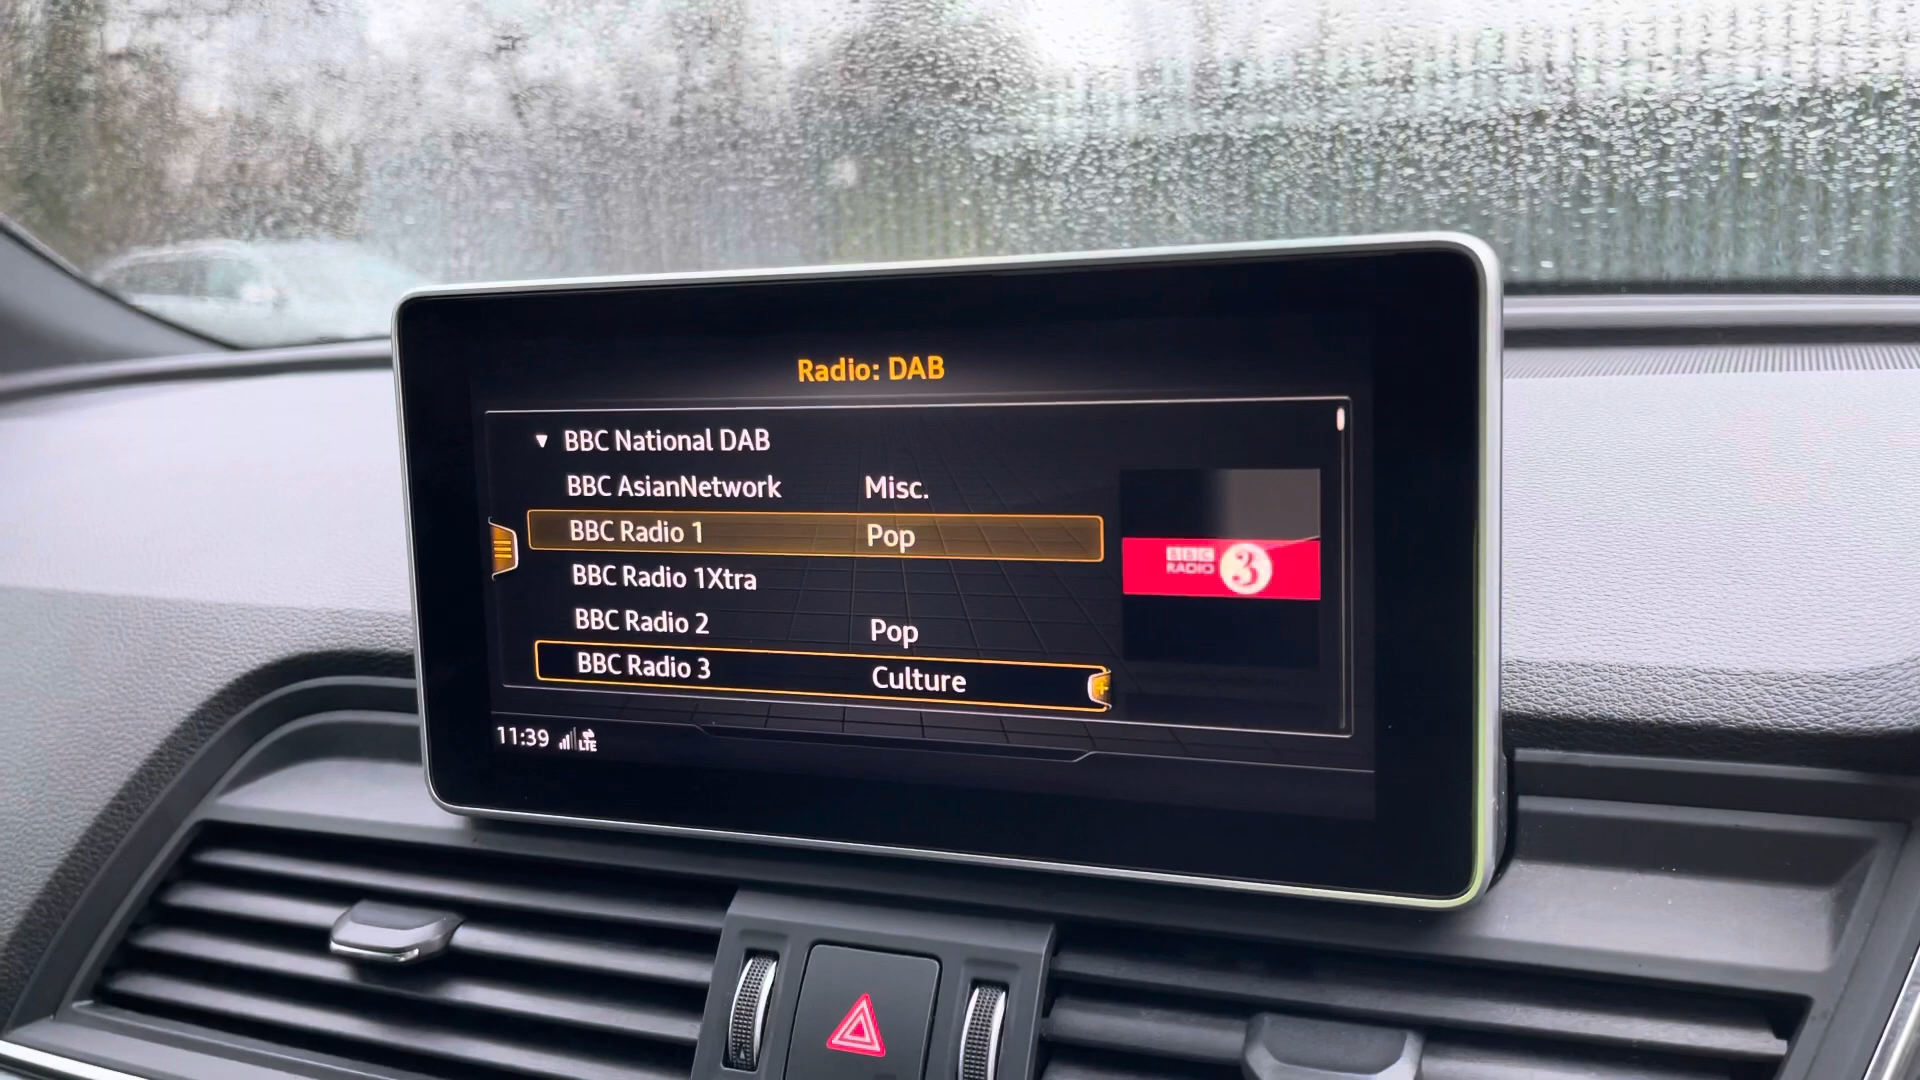 Radio: DAB
BBC National DAB
BBC AsianNetwork Misc.
BBC Radio 1 Pop
BBC Radio 1Xtra
BBC Radio 2 Pop
BBC Radio 3 Culture
BBC
RADIO 3
11:39 LTE